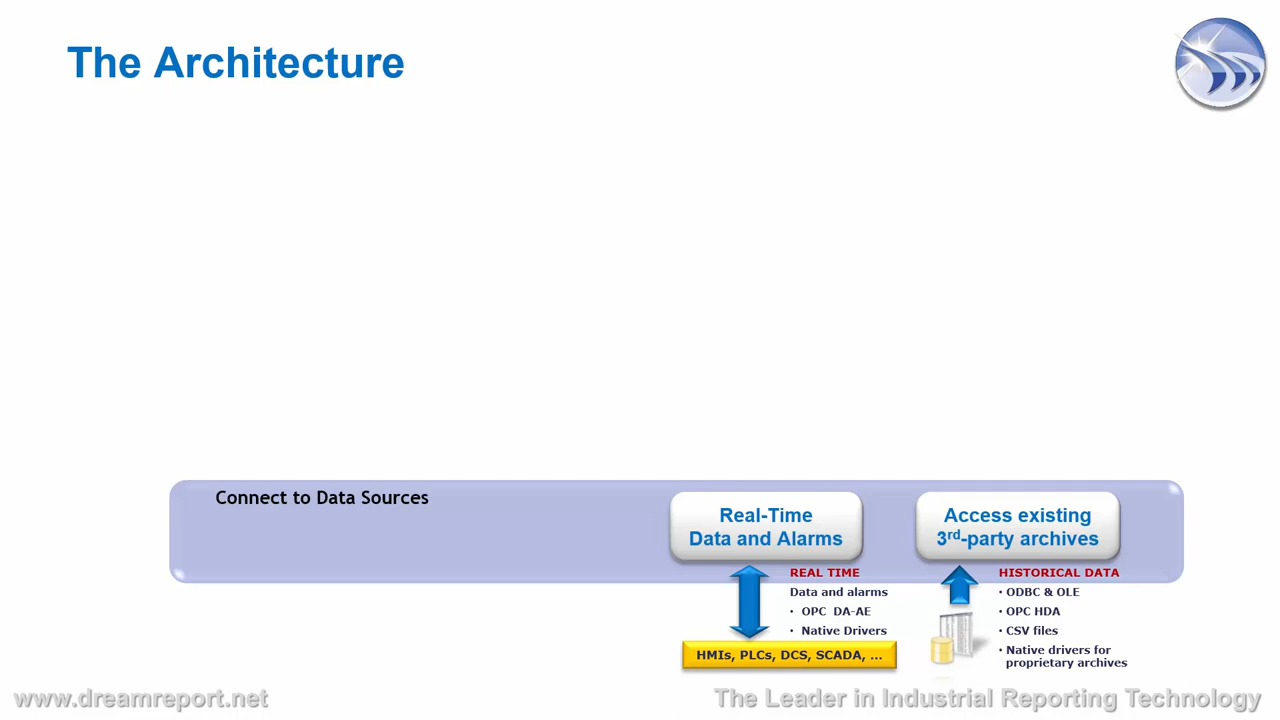 The Architecture
Connect to Data Sources
Real-Time
Data and Alarms
Access existing
3rd-party archives
REAL TIME
Data and alarms
• OPC DA-AE
• Native Drivers
HMIs, PLCs, DCS, SCADA, ...
HISTORICAL DATA
• ODBC & OLE
• OPC HDA
• CSV files
• Native drivers for
proprietary archives
www.dreamreport.net
The Leader in Industrial Reporting Technology